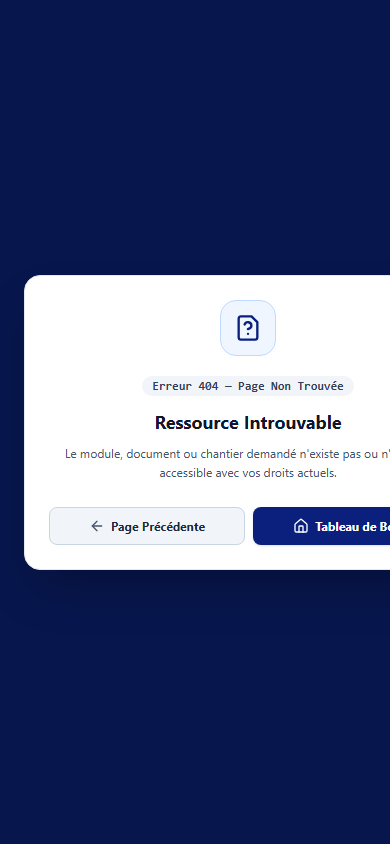 Erreur 404 — Page Non Trouvée
Ressource Introuvable
Le module, document ou chantier demandé n'existe pas ou
accessible avec vos droits actuels.
Page Précédente
Tableau de